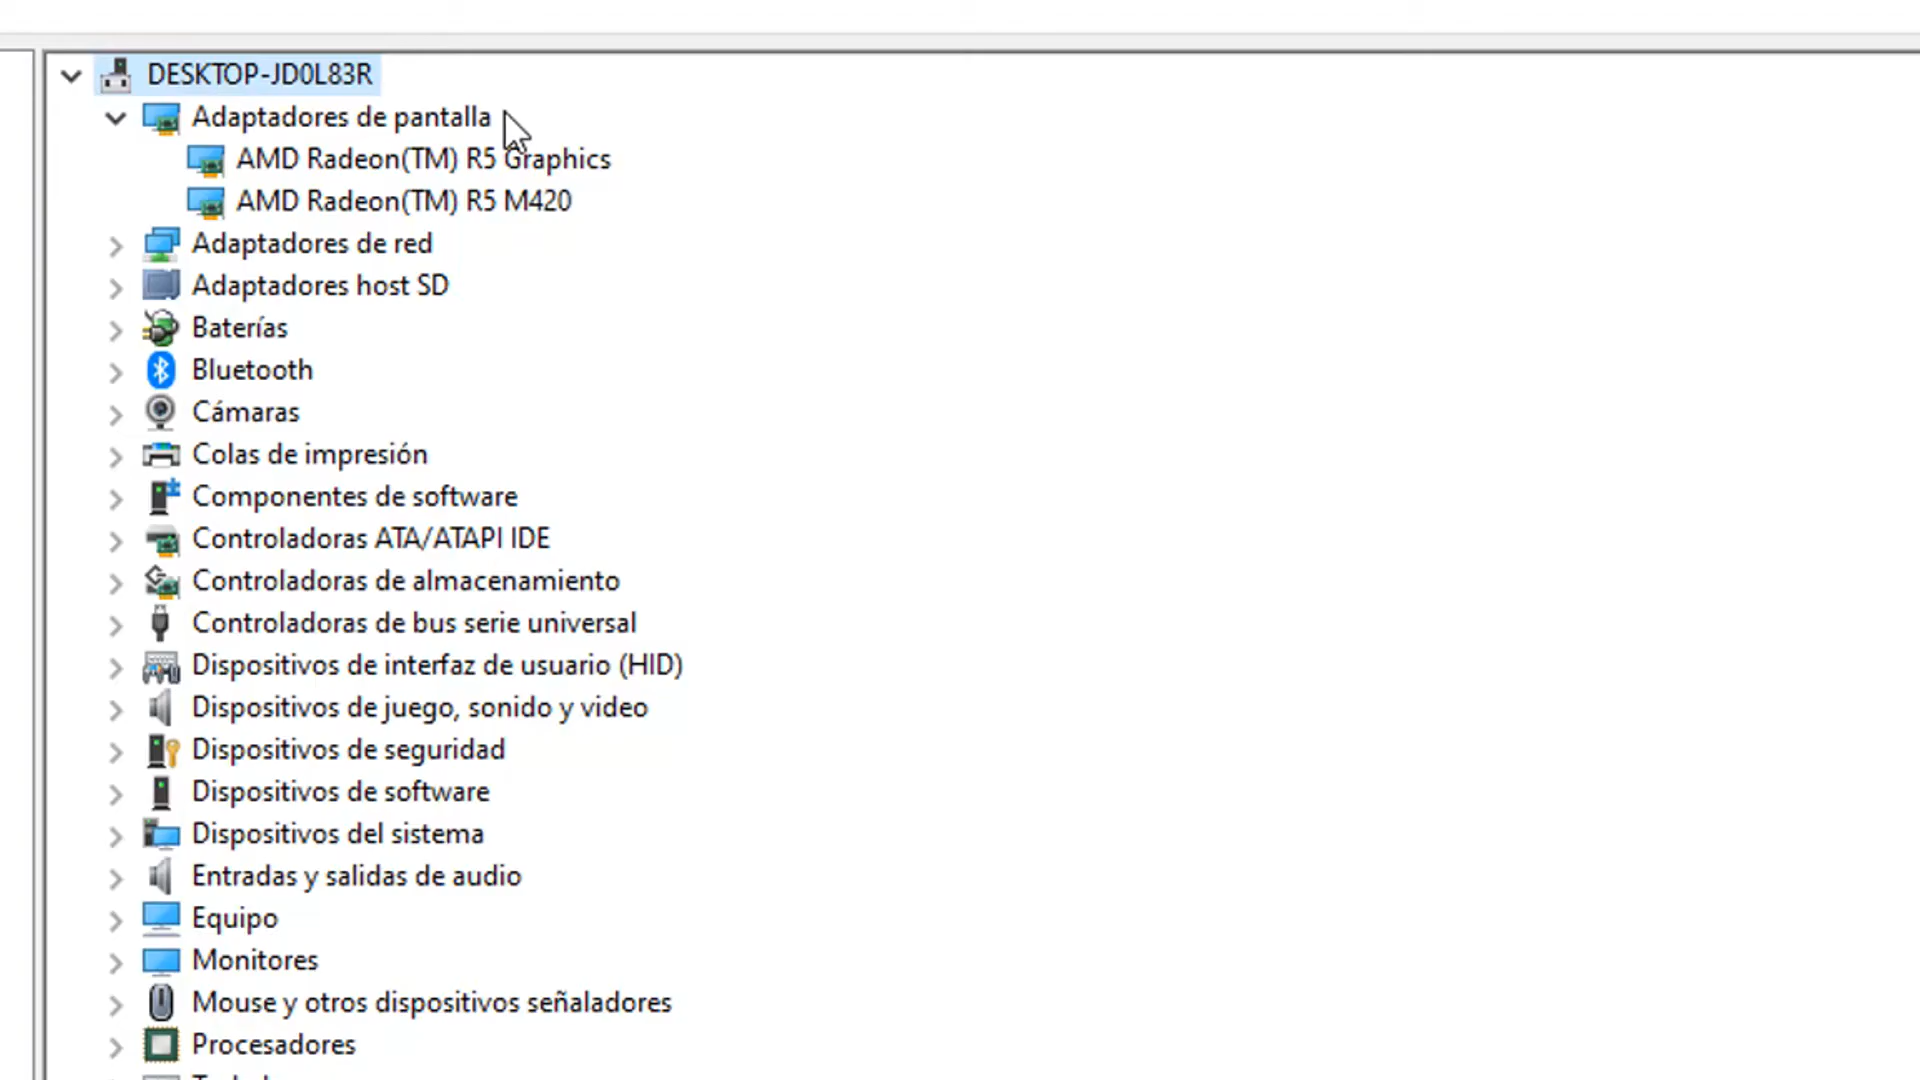 DESKTOP-JD0L83R
Adaptadores de pantalla
AMD Radeon(TM) R5 Graphics
AMD Radeon(TM) R5 M420
Adaptadores de red
Adaptadores host SD
Baterías
Bluetooth
Cámaras
Colas de impresión
Componentes de software
Controladoras ATA/ATAPI IDE
Controladoras de almacenamiento
Controladoras de bus serie universal
Dispositivos de interfaz de usuario (HID)
Dispositivos de juego, sonido y video
Dispositivos de seguridad
Dispositivos de software
Dispositivos del sistema
Entradas y salidas de audio
Equipo
Monitores
Mouse y otros dispositivos señaladores
Procesadores